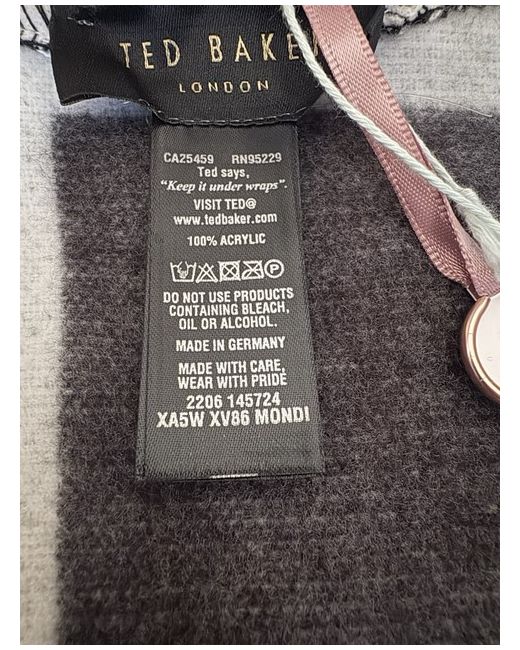 TED BAKER
LONDON
CA25459 RN95229
Ted says,
"Keep it under wraps".
VISIT TED@
www.tedbaker.com
100% ACRYLIC
DO NOT USE PRODUCTS
CONTAINING BLEACH,
OIL OR ALCOHOL.
MADE IN GERMANY
MADE WITH CARE,
WEAR WITH PRIDE
2206 145724
XA5W XV86 MONDI